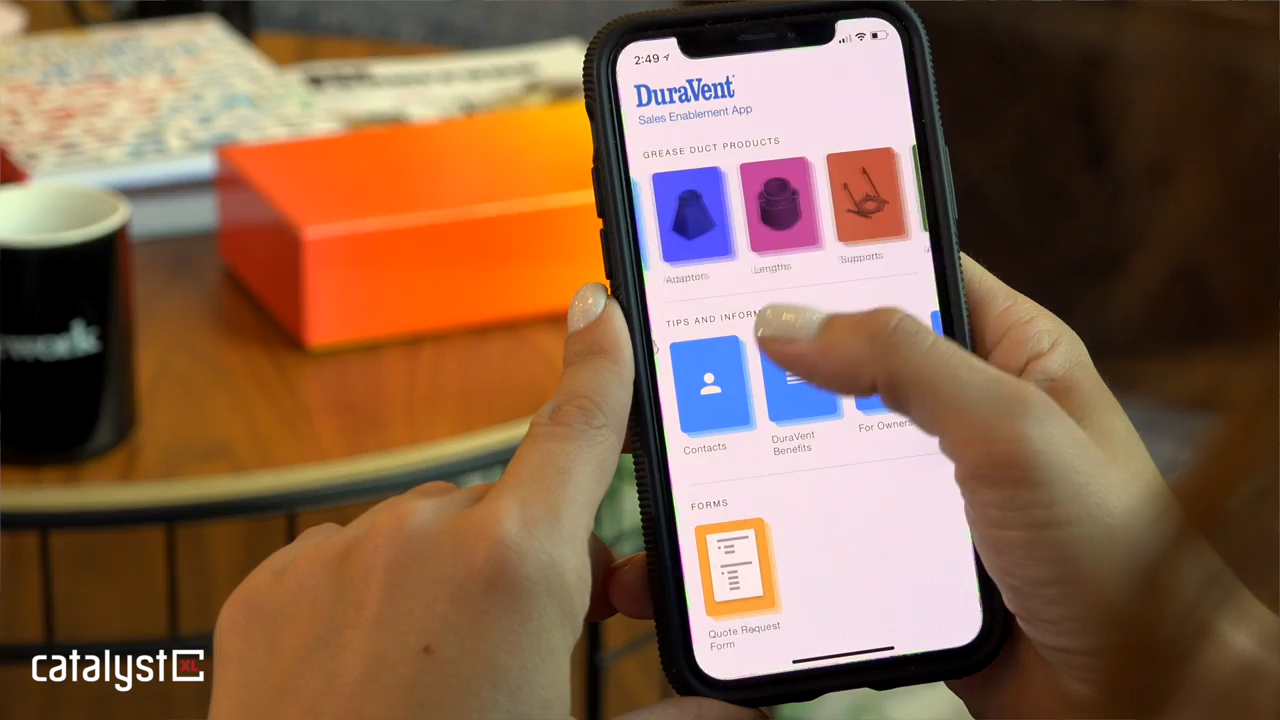 2:49
DuraVent
Sales Enablement App
GREASE DUCT PRODUCTS
Adaptors
Lengths
Supports
TIPS AND
Contacts
DuraVent
Benefits
For Owners
FORMS
Quote Request
Form
work
catalyst XL